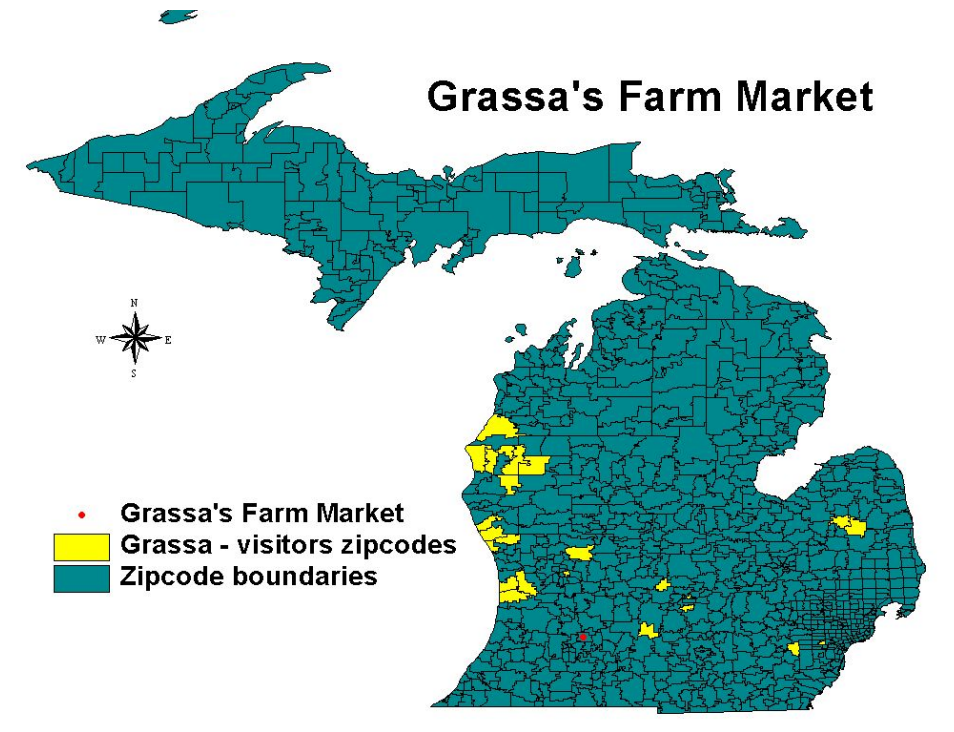 Grassa's Farm Market
N
W E
S
Grassa's Farm Market
Grassa - visitors zipcodes
Zipcode boundaries